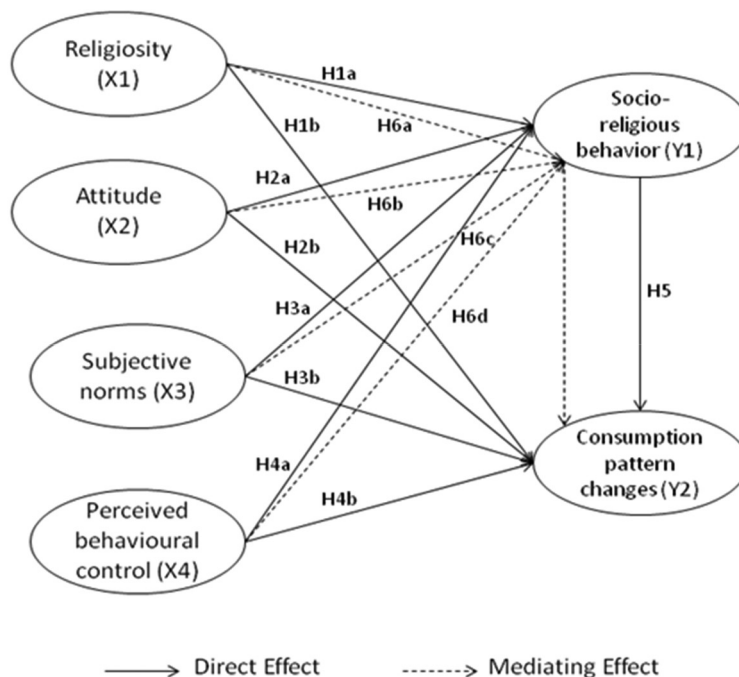 Religiosity
(X1)
H1a
Socio-
religious
behavior (Y1)
H1b
H6a
Attitude
(X2)
H2a
H6b
H2b
H6c
H5
H3a
H6d
Subjective
norms (X3)
H3b
Consumption
pattern
changes (Y2)
H4a
H4b
Perceived
behavioural
control (X4)
Direct Effect
Mediating Effect